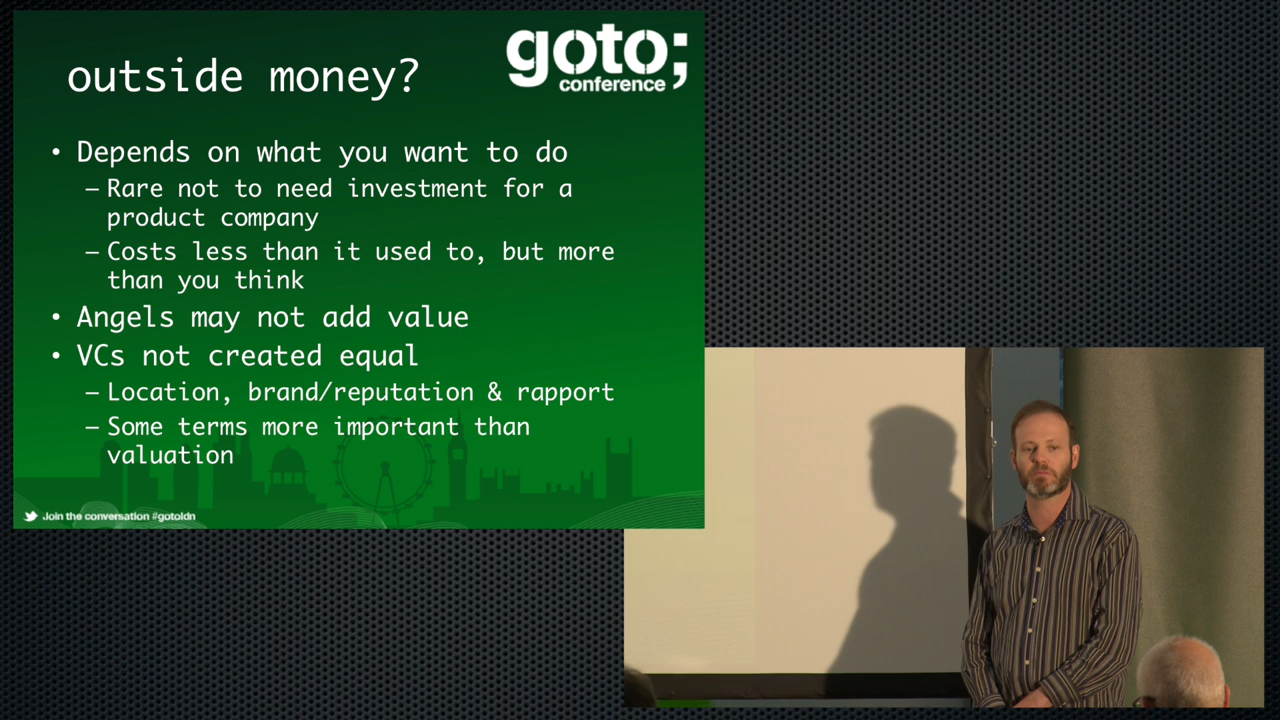 outside money?
goto;
conference
• Depends on what you want to do
– Rare not to need investment for a
product company
– Costs less than it used to, but more
than you think
• Angels may not add value
• VCs not created equal
– Location, brand/reputation & rapport
– Some terms more important than
valuation
Join the conversation #gotoldn